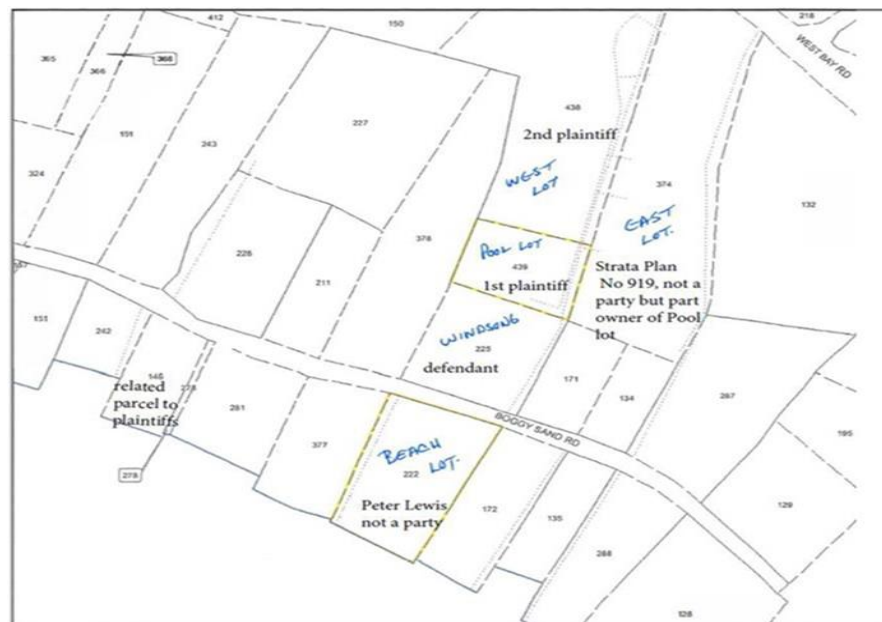 412
150
218
365
366
368
WEST BAY RD
151
243
227
438
2nd plaintiff
324
WEST
LOT
374
132
EAST
LOT.
228
378
POOL LOT
439
1st plaintiff
Strata Plan
No 919, not a
party but part
owner of Pool
lot
211
151
242
WINDSONG
225
defendant
171
134
287
146
related
parcel to
plaintiffs
281
BOGGY SAND RD
195
377
BEACH
LOT.
222
278
Peter Lewis
not a party
172
135
129
288
128